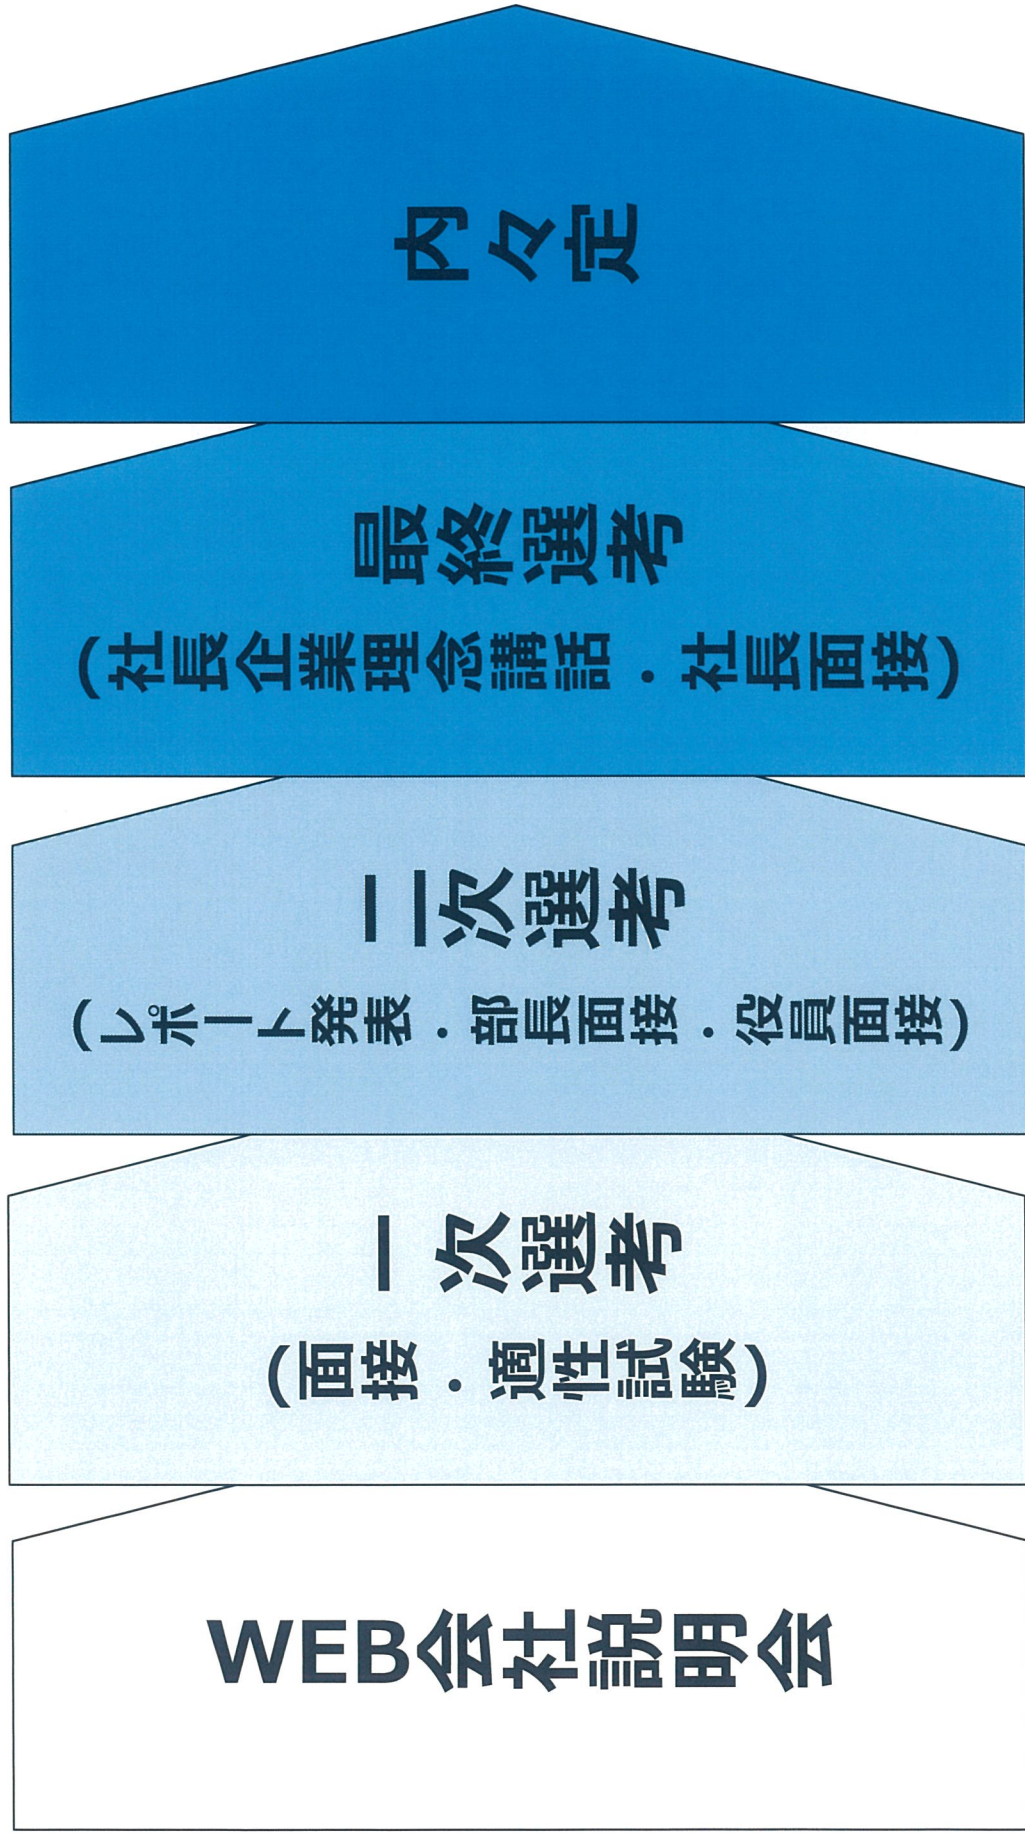 内々定
最終選考
(社長企業理念講話・社長面接)
二次選考
(レポート発表・部長面接・役員面接)
一次選考
(面接・適性試験)
WEB会社説明会